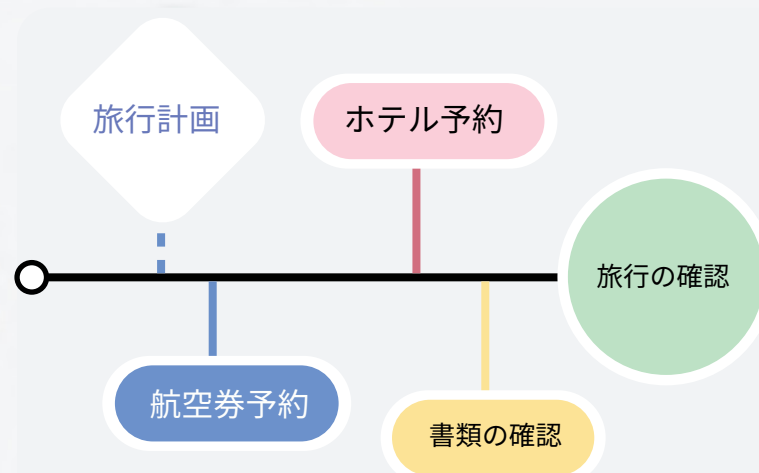 旅行計画
航空券予約
ホテル予約
書類の確認
旅行の確認